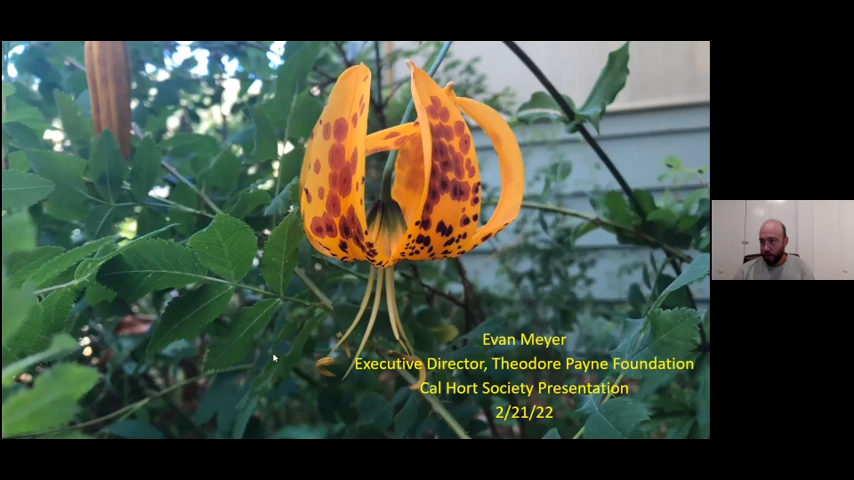 Evan Meyer
Executive Director, Theodore Payne Foundation
Cal Hort Society Presentation
2/21/22